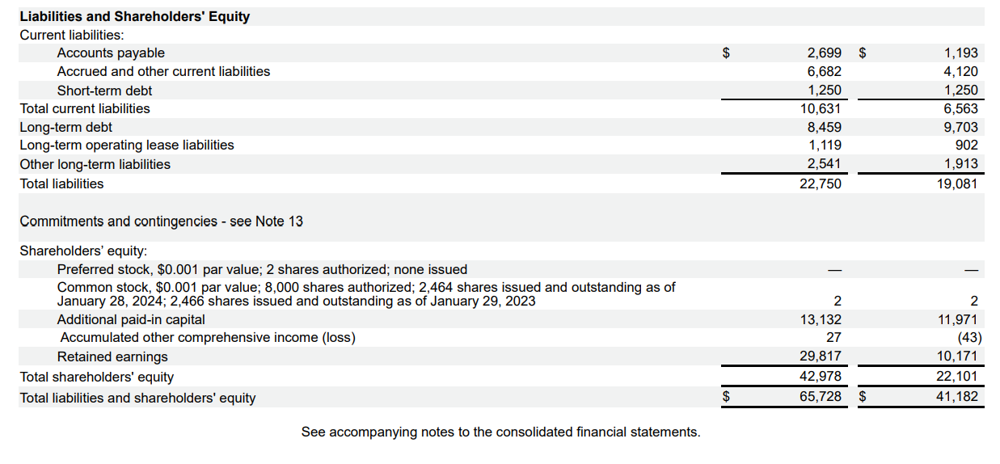 Liabilities and Shareholders' Equity
Current liabilities:
Accounts payable $ 2,699 $ 1,193
Accrued and other current liabilities 6,682 4,120
Short-term debt 1,250 1,250
Total current liabilities 10,631 6,563
Long-term debt 8,459 9,703
Long-term operating lease liabilities 1,119 902
Other long-term liabilities 2,541 1,913
Total liabilities 22,750 19,081
Commitments and contingencies - see Note 13
Shareholders’ equity:
Preferred stock, $0.001 par value; 2 shares authorized; none issued — —
Common stock, $0.001 par value; 8,000 shares authorized; 2,464 shares issued and outstanding as of
January 28, 2024; 2,466 shares issued and outstanding as of January 29, 2023 2 2
Additional paid-in capital 13,132 11,971
Accumulated other comprehensive income (loss) 27 (43)
Retained earnings 29,817 10,171
Total shareholders' equity 42,978 22,101
Total liabilities and shareholders' equity $ 65,728 $ 41,182
See accompanying notes to the consolidated financial statements.